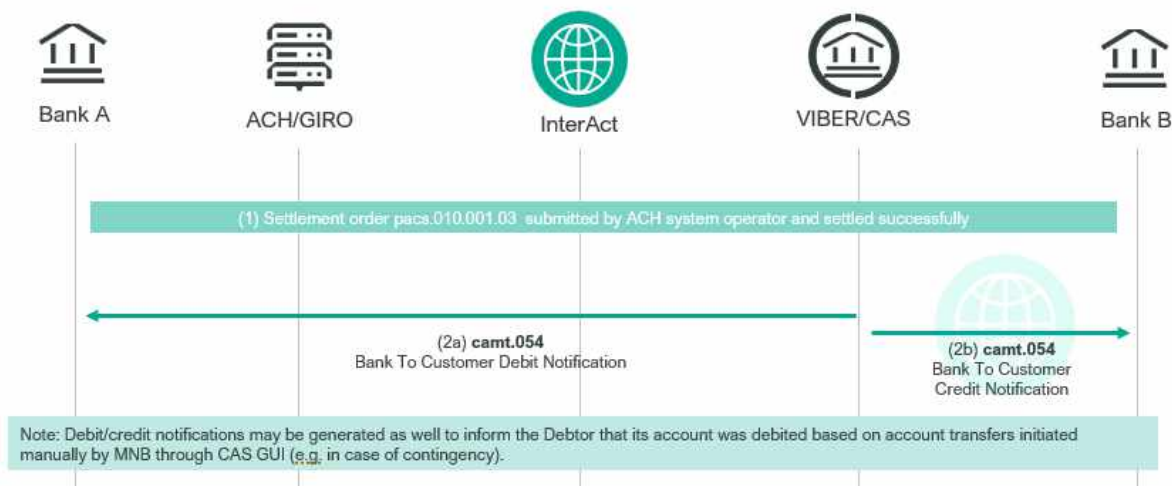 Bank A
ACH/GIRO
InterAct
VIBER/CAS
Bank B
(1) Settlement order pacs.010.001.03 submitted by ACH system operator and settled successfully
(2a) camt.054
Bank To Customer Debit Notification
(2b) camt.054
Bank To Customer
Credit Notification
Note: Debit/credit notifications may be generated as well to inform the Debtor that its account was debited based on account transfers initiated
manually by MNB through CAS GUI (e.g. in case of contingency).